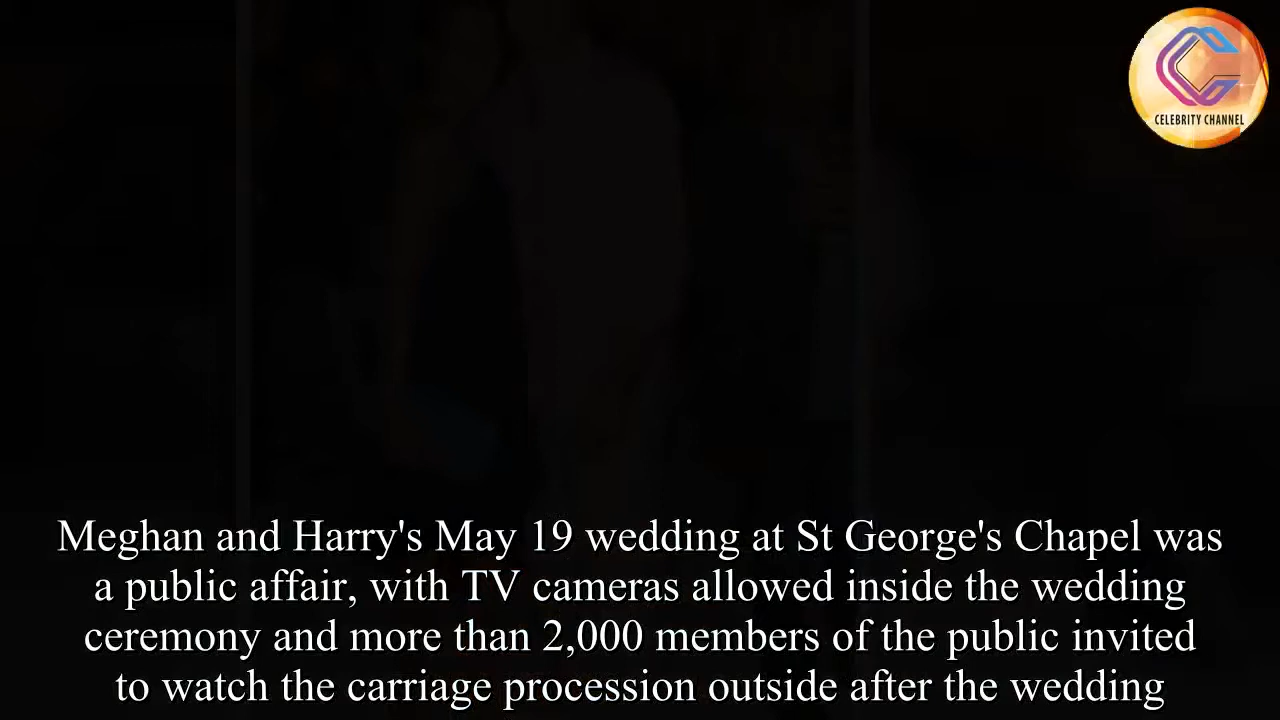 CELEBRITY CHANNEL
Meghan and Harry's May 19 wedding at St George's Chapel was
a public affair, with TV cameras allowed inside the wedding
ceremony and more than 2,000 members of the public invited
to watch the carriage procession outside after the wedding